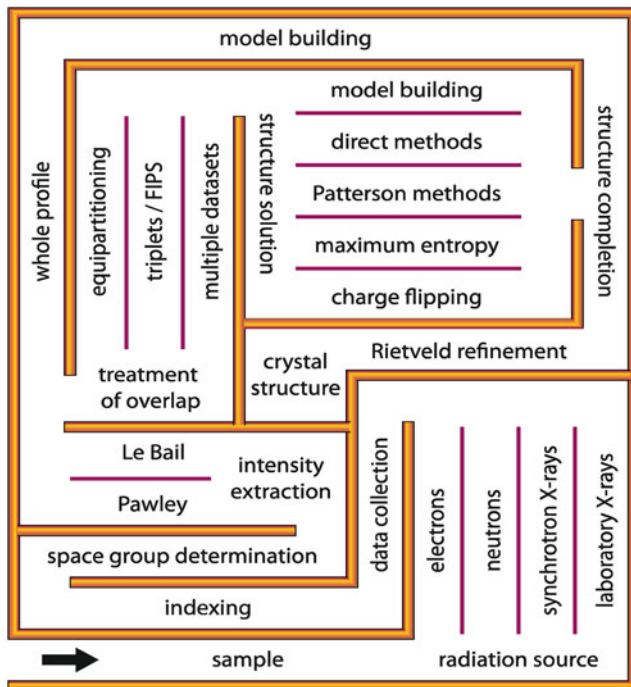 model building
whole profile
equipartitioning
triplets / FIPS
multiple datasets
structure solution
model building
direct methods
Patterson methods
maximum entropy
charge flipping
structure completion
treatment
of overlap
crystal
structure
Rietveld refinement
Le Bail
Pawley
intensity
extraction
data collection
electrons
neutrons
synchrotron X-rays
laboratory X-rays
space group determination
indexing
sample
radiation source